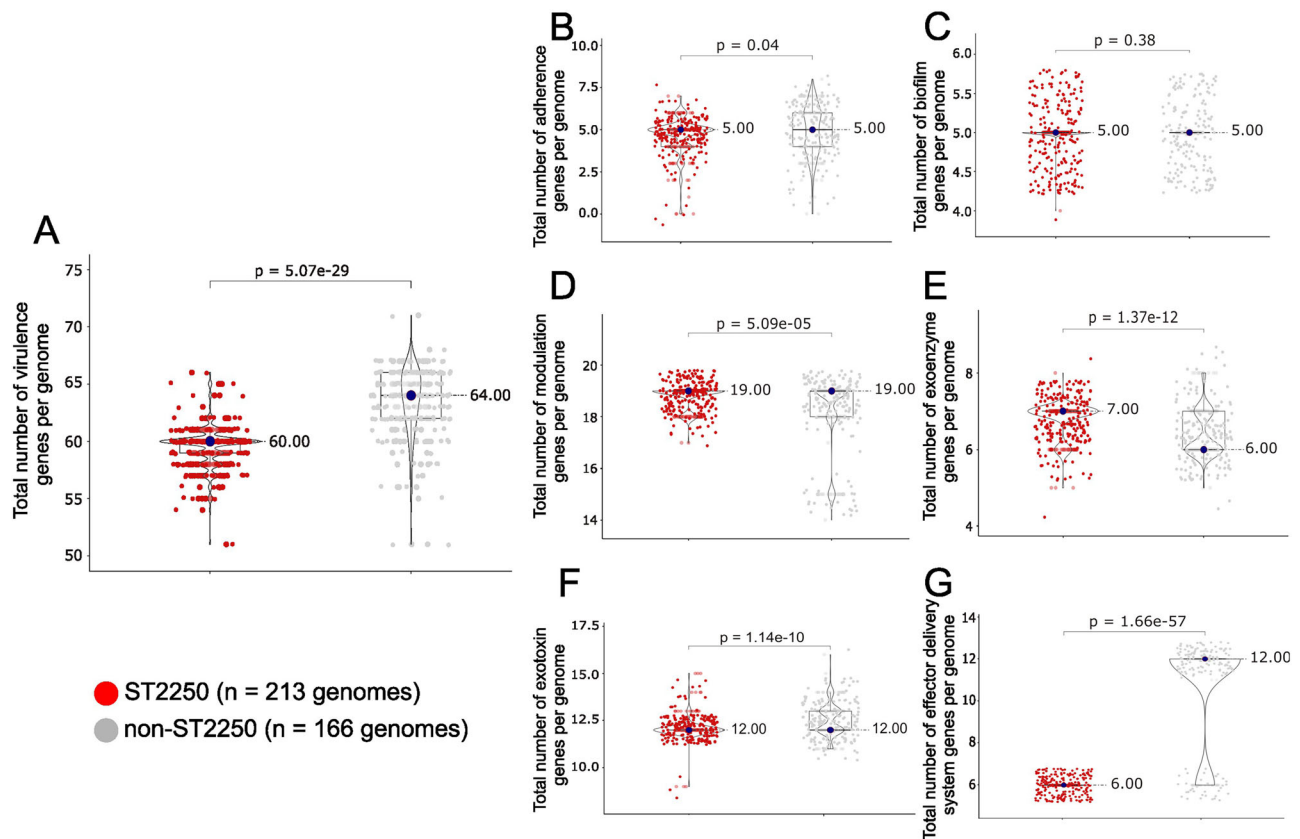 A
p = 5.07e-29
Total number of virulence
genes per genome
75
70
65
60
55
50
60.00
64.00
ST2250 (n = 213 genomes)
non-ST2250 (n = 166 genomes)
B
p = 0.04
Total number of adherence
genes per genome
10.0
7.5
5.0
2.5
0.0
5.00
5.00
C
p = 0.38
Total number of biofilm
genes per genome
6.0
5.5
5.0
4.5
4.0
5.00
5.00
D
p = 5.09e-05
Total number of modulation
genes per genome
20
18
16
14
19.00
19.00
E
p = 1.37e-12
Total number of exoenzyme
genes per genome
8
6
4
7.00
6.00
F
p = 1.14e-10
Total number of exotoxin
genes per genome
17.5
15.0
12.5
10.0
12.00
12.00
G
p = 1.66e-57
Total number of effector delivery
system genes per genome
14
12
10
8
6
6.00
12.00